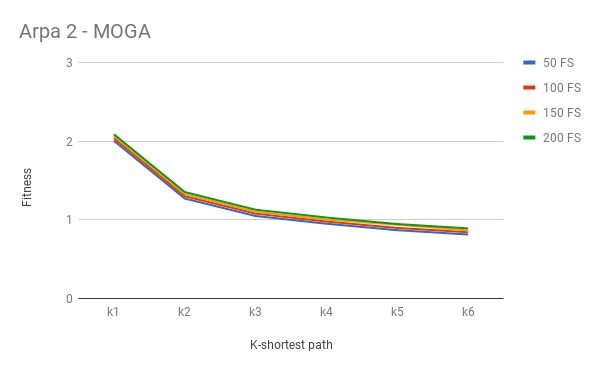 Arpa 2 - MOGA
3
2
1
0
Fitness
k1 k2 k3 k4 k5 k6
K-shortest path
50 FS
100 FS
150 FS
200 FS